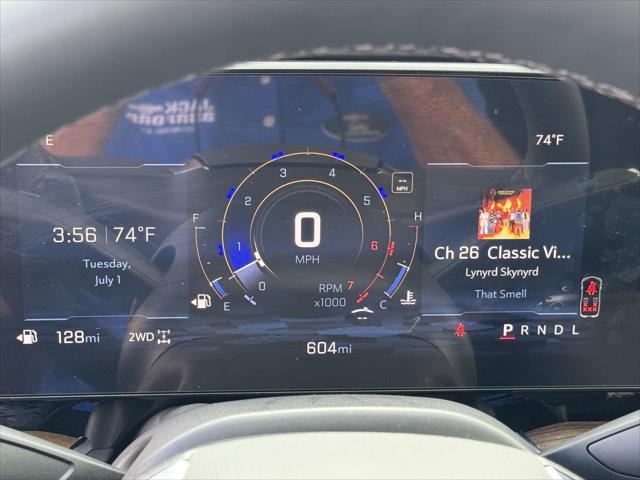 JACK
E
74°F
3:56 | 74°F
Tuesday,
July 1
128mi
2WD
F
E
0
1
2
3
4
5
6
7
0
MPH
RPM
x1000
--
MPH
H
C
--
604mi
Ch 26 Classic Vi...
Lynyrd Skynyrd
That Smell
P R N D L